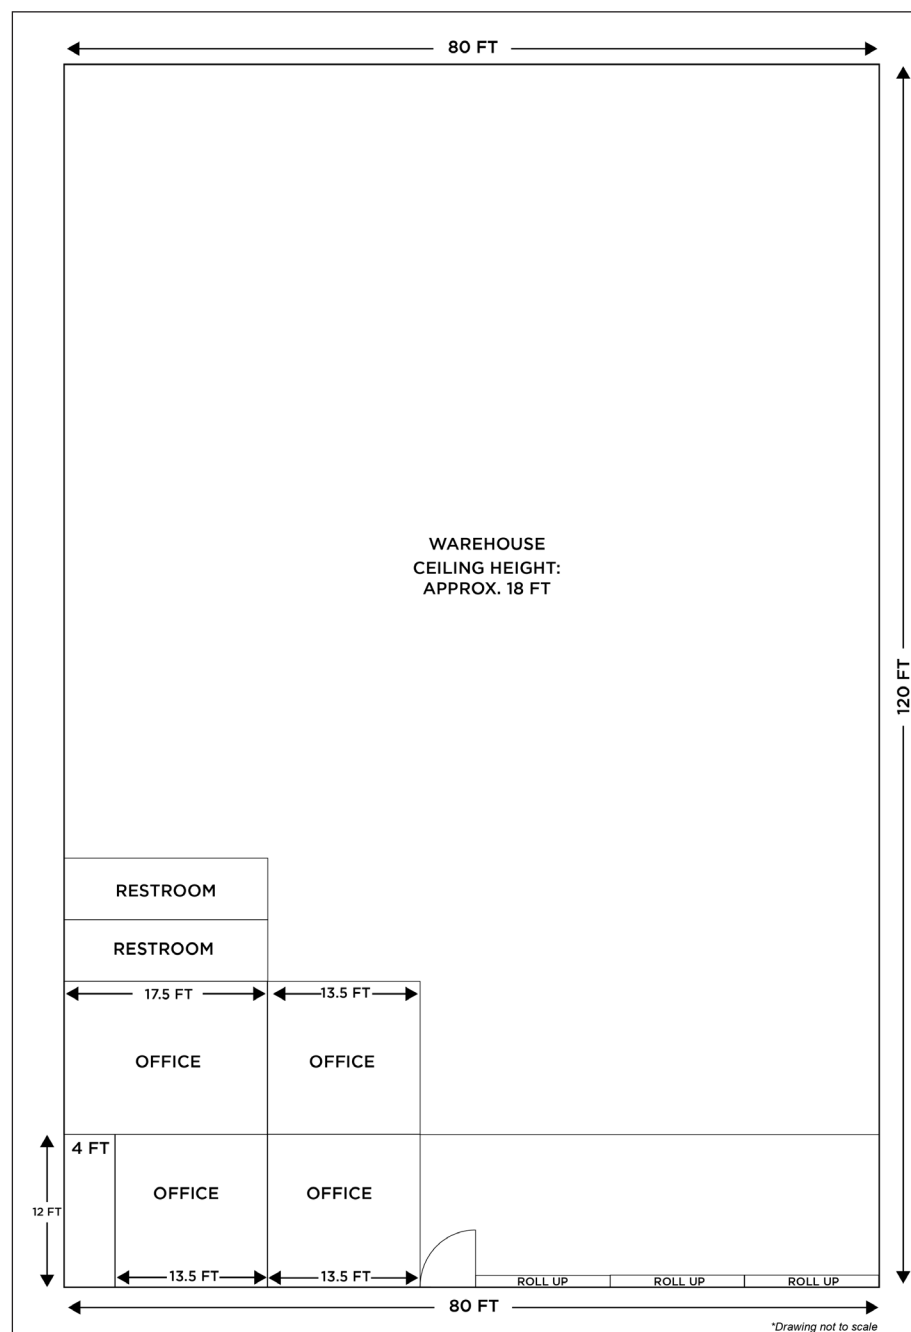 80 FT
WAREHOUSE
CEILING HEIGHT:
APPROX. 18 FT
120 FT
RESTROOM
RESTROOM
17.5 FT
13.5 FT
OFFICE
OFFICE
4 FT
OFFICE
OFFICE
12 FT
13.5 FT
13.5 FT
ROLL UP
ROLL UP
ROLL UP
80 FT
*Drawing not to scale